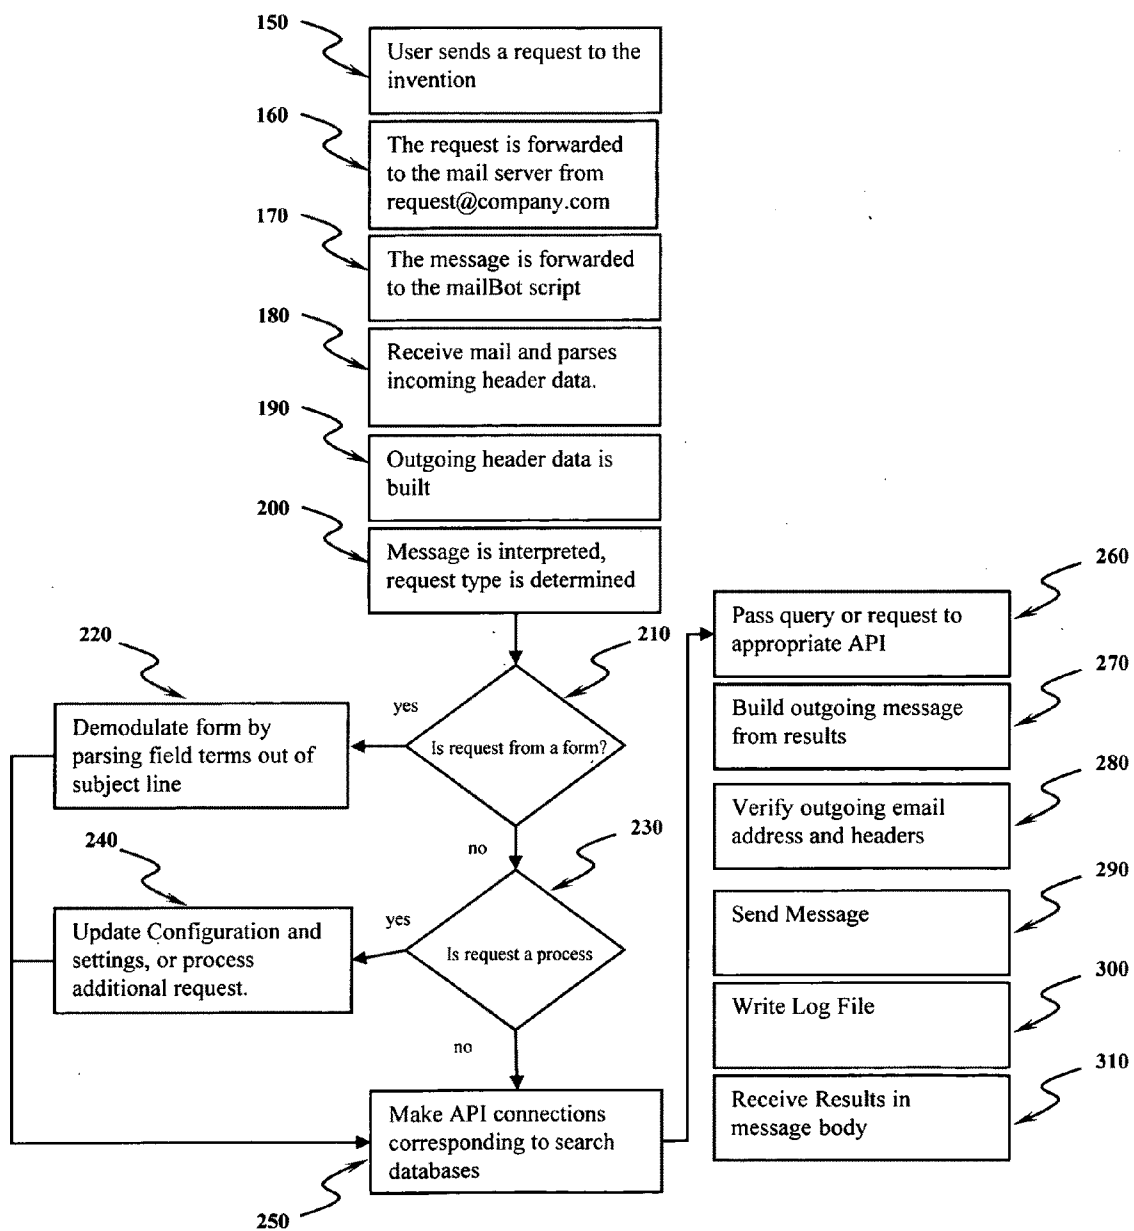 150
User sends a request to the
invention
160
The request is forwarded
to the mail server from
request@company.com
170
The message is forwarded
to the mailBot script
180
Receive mail and parses
incoming header data.
190
Outgoing header data is
built
200
Message is interpreted,
request type is determined
210
Is request from a form?
yes
220
Demodulate form by
parsing field terms out of
subject line
no
230
Is request a process
yes
240
Update Configuration and
settings, or process
additional request.
no
Make API connections
corresponding to search
databases
250
260
Pass query or request to
appropriate API
270
Build outgoing message
from results
280
Verify outgoing email
address and headers
290
Send Message
300
Write Log File
310
Receive Results in
message body